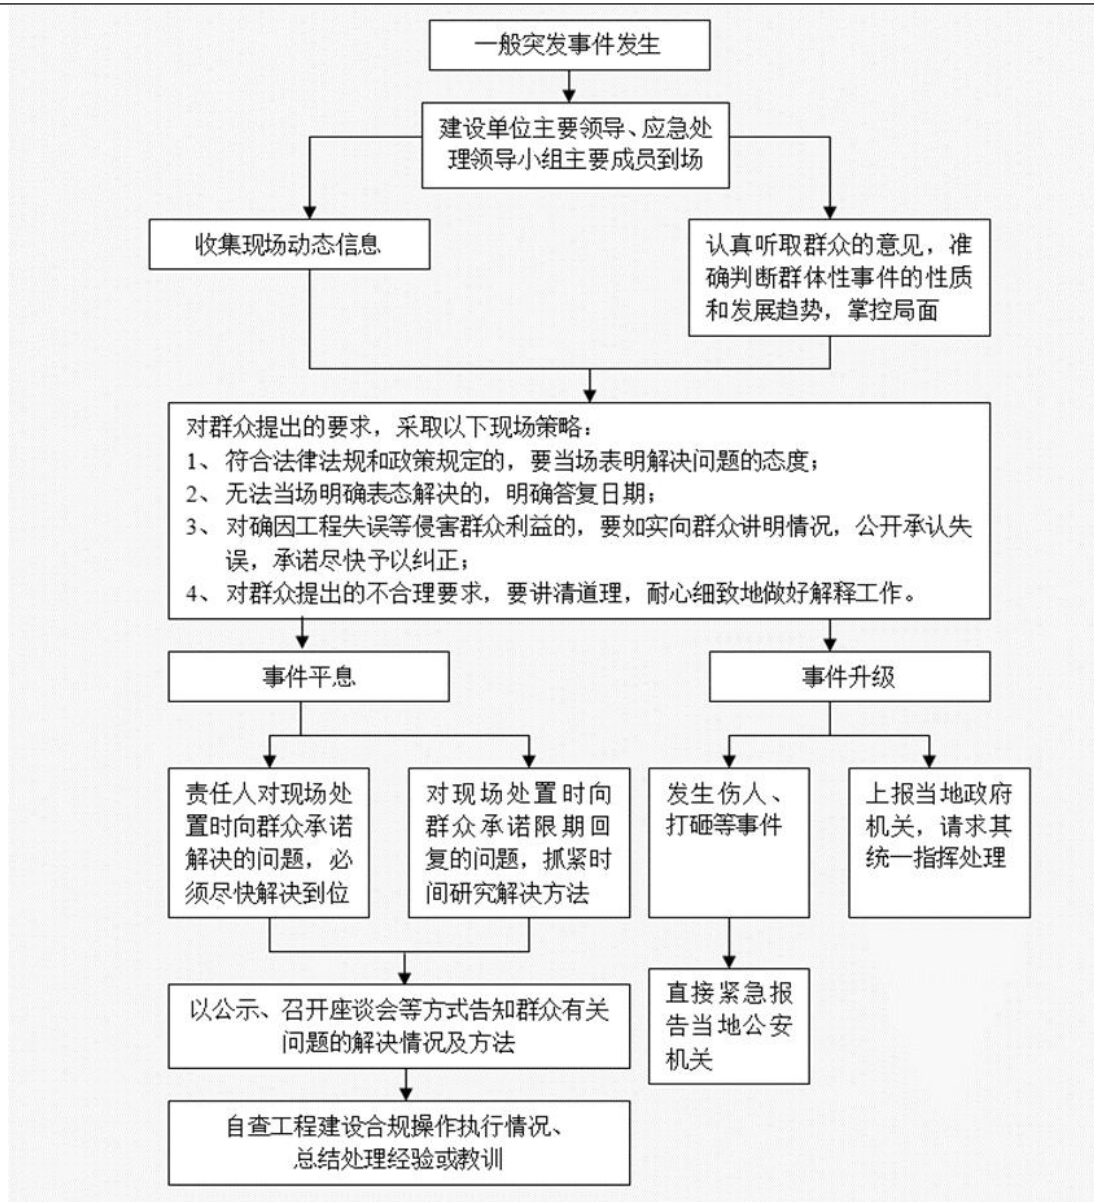 一般突发事件发生
建设单位主要领导、应急处
理领导小组主要成员到场
收集现场动态信息
认真听取群众的意见，准
确判断群体性事件的性质
和发展趋势，掌控局面
对群众提出的要求，采取以下现场策略：
1、 符合法律法规和政策规定的，要当场表明解决问题的态度；
2、 无法当场明确表态解决的，明确答复日期；
3、 对确因工程失误等侵害群众利益的，要如实向群众讲明情况，公开承认失
误，承诺尽快予以纠正；
4、 对群众提出的不合理要求，要讲清道理，耐心细致地做好解释工作。
事件平息
事件升级
责任人对现场处
置时向群众承诺
解决的问题，必
须尽快解决到位
对现场处置时向
群众承诺限期回
复的问题，抓紧时
间研究解决方法
发生伤人、
打砸等事件
上报当地政府
机关，请求其
统一指挥处理
直接紧急报
告当地公安
机关
以公示、召开座谈会等方式告知群众有关
问题的解决情况及方法
自查工程建设合规操作执行情况、
总结处理经验或教训